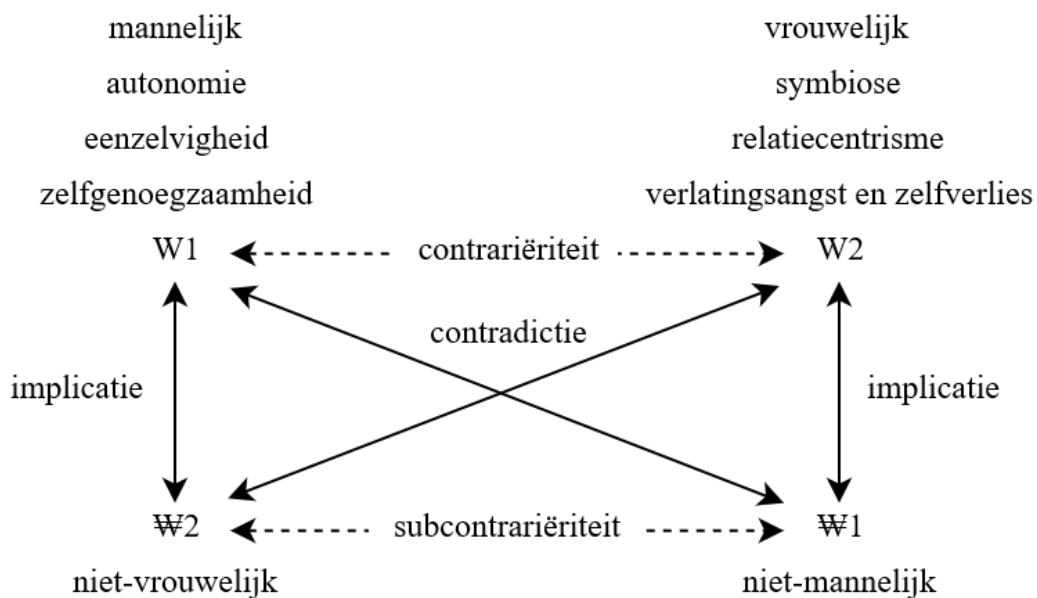 mannelijk vrouwelijk
autonomie symbiose
eenzelvigheid relatiecentrisme
zelfgenoegzaamheid verlatingsangst en zelfverlies
W1 contrariëriteit W2
contradictie
implicatie implicatie
₩2 subcontrariëriteit ₩1
niet-vrouwelijk niet-mannelijk